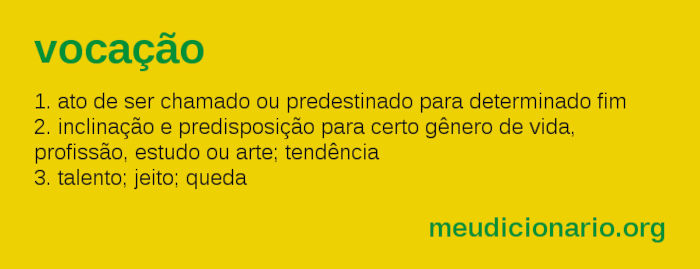 vocação
1. ato de ser chamado ou predestinado para determinado fim
2. inclinação e predisposição para certo gênero de vida,
profissão, estudo ou arte; tendência
3. talento; jeito; queda
meudicionario.org